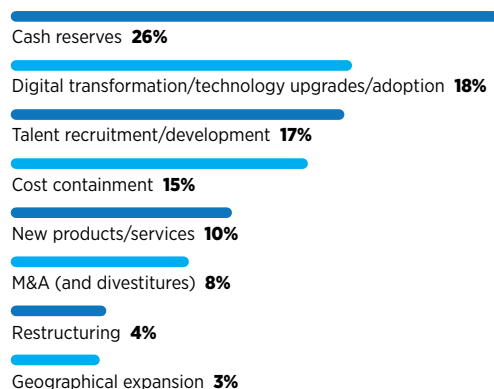 Cash reserves 26%
Digital transformation/technology upgrades/adoption 18%
Talent recruitment/development 17%
Cost containment 15%
New products/services 10%
M&A (and divestitures) 8%
Restructuring 4%
Geographical expansion 3%